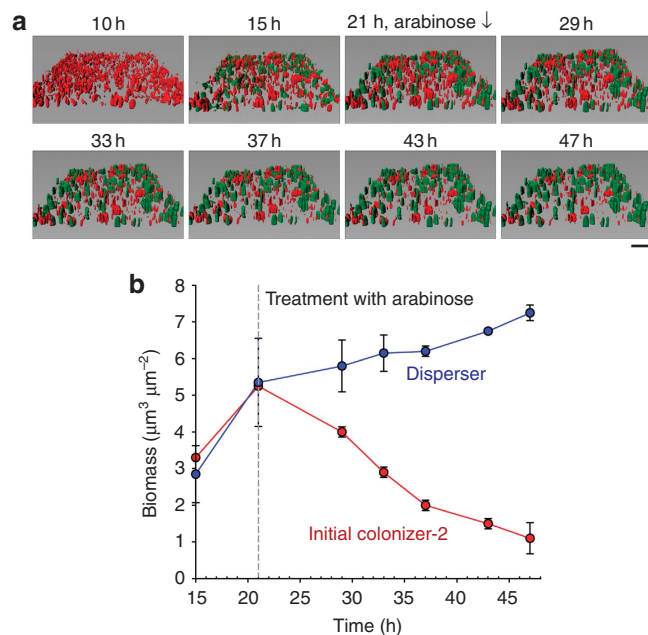 a
10 h
15 h
21 h, arabinose ↓
29 h
33 h
37 h
43 h
47 h
b
8
7
6
5
4
3
2
1
0
Biomass (μm³ μm⁻²)
Treatment with arabinose
Disperser
Initial colonizer-2
15 20 25 30 35 40 45
Time (h)